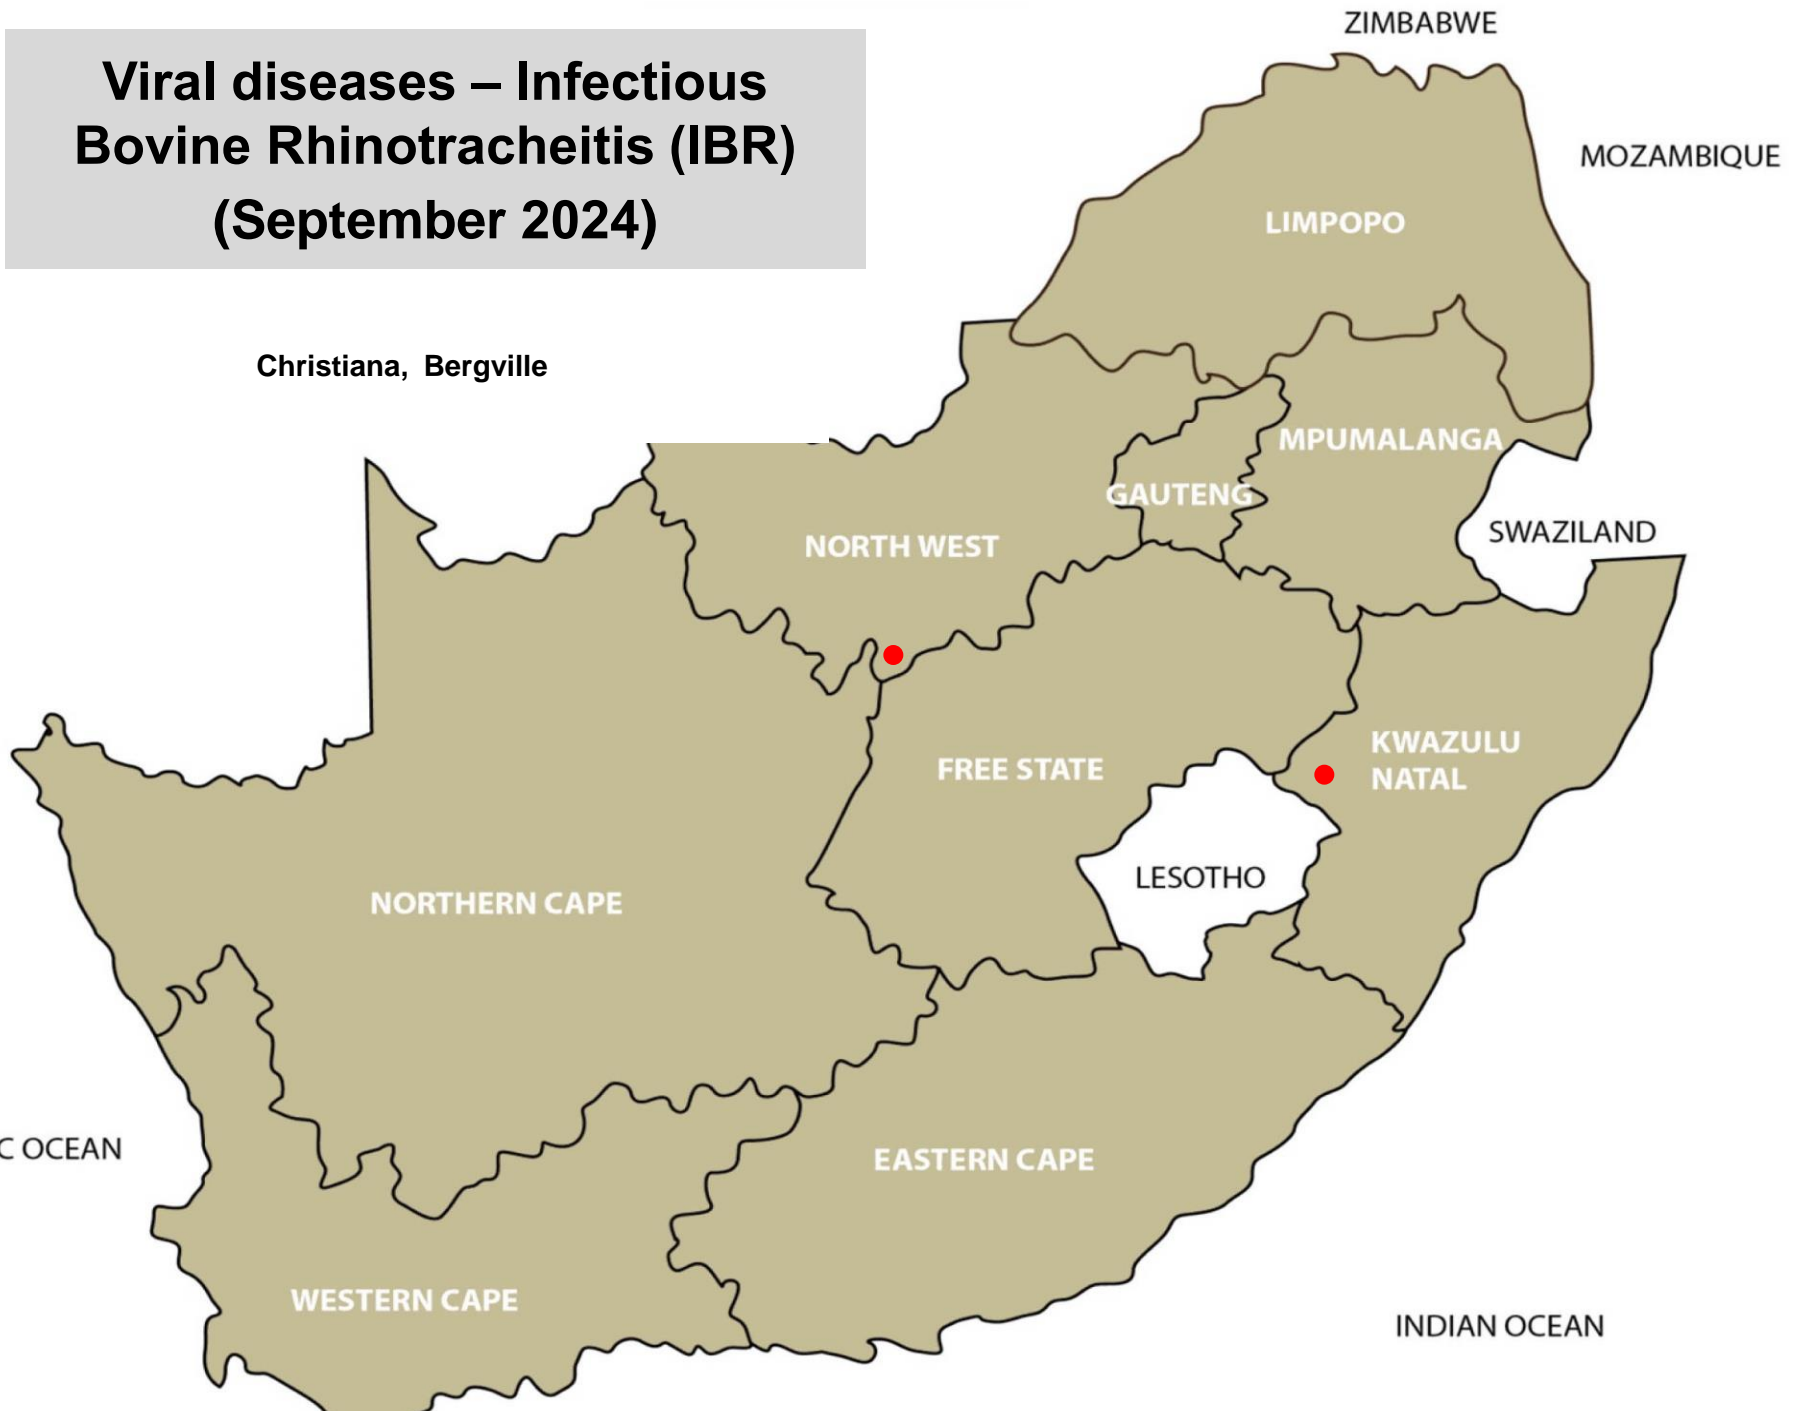 Viral diseases – Infectious
Bovine Rhinotracheitis (IBR)
(September 2024)
Christiana,  Bergville
ZIMBABWE
MOZAMBIQUE
LIMPOPO
MPUMALANGA
GAUTENG
SWAZILAND
NORTH WEST
KWAZULU
NATAL
FREE STATE
LESOTHO
NORTHERN CAPE
C OCEAN
EASTERN CAPE
WESTERN CAPE
INDIAN OCEAN